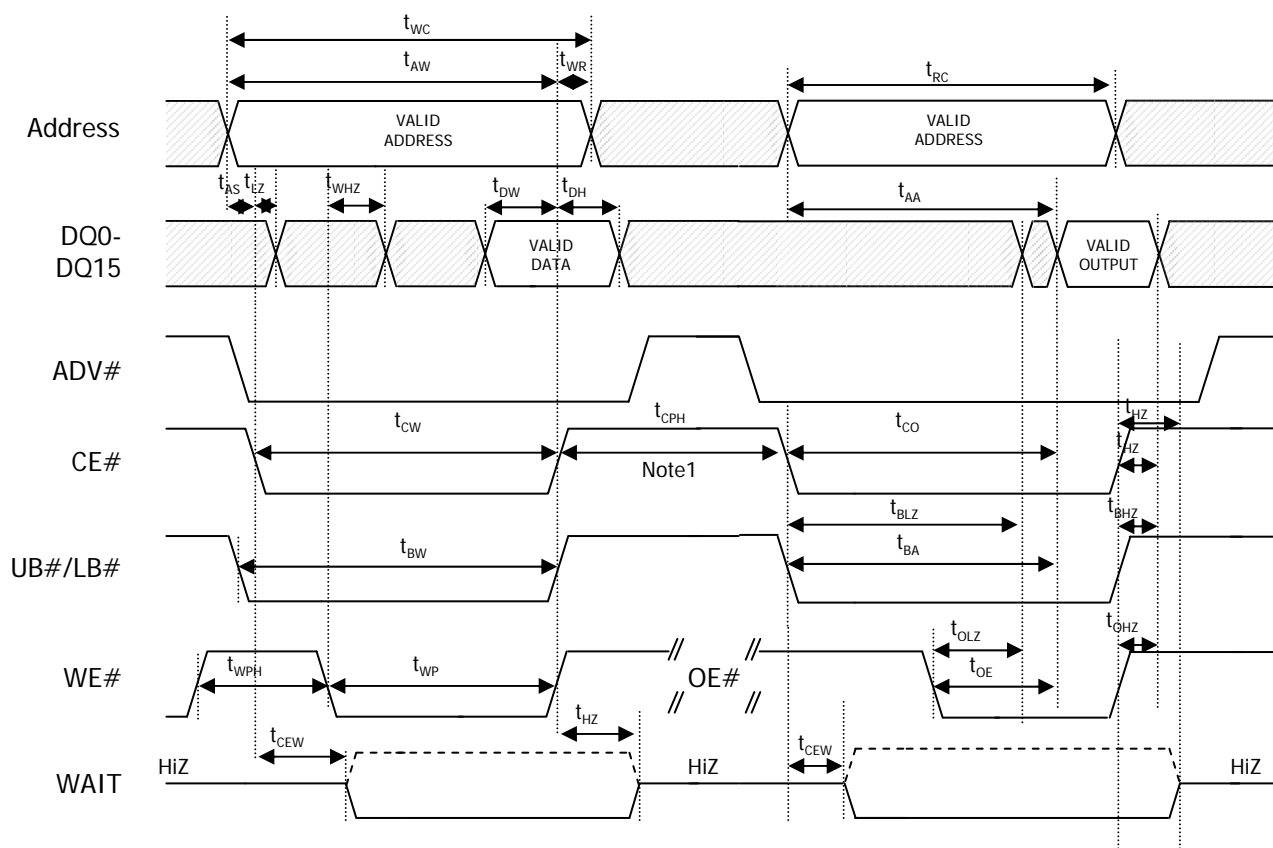 tWC
tAW
tWR
tRC
Address
VALID
ADDRESS
VALID
ADDRESS
tAS
tLZ
tWHZ
tDW
tDH
tAA
DQ0-
DQ15
VALID
DATA
VALID
OUTPUT
ADV#
tCW
tCPH
tCO
tHZ
CE#
Note1
tHZ
tBLZ
tBHZ
UB#/LB#
tBW
tBA
tOLZ
tOHZ
WE#
tWPH
tWP
// OE# //
// //
tOE
tHZ
tCEW
tCEW
WAIT
HiZ
HiZ
HiZ